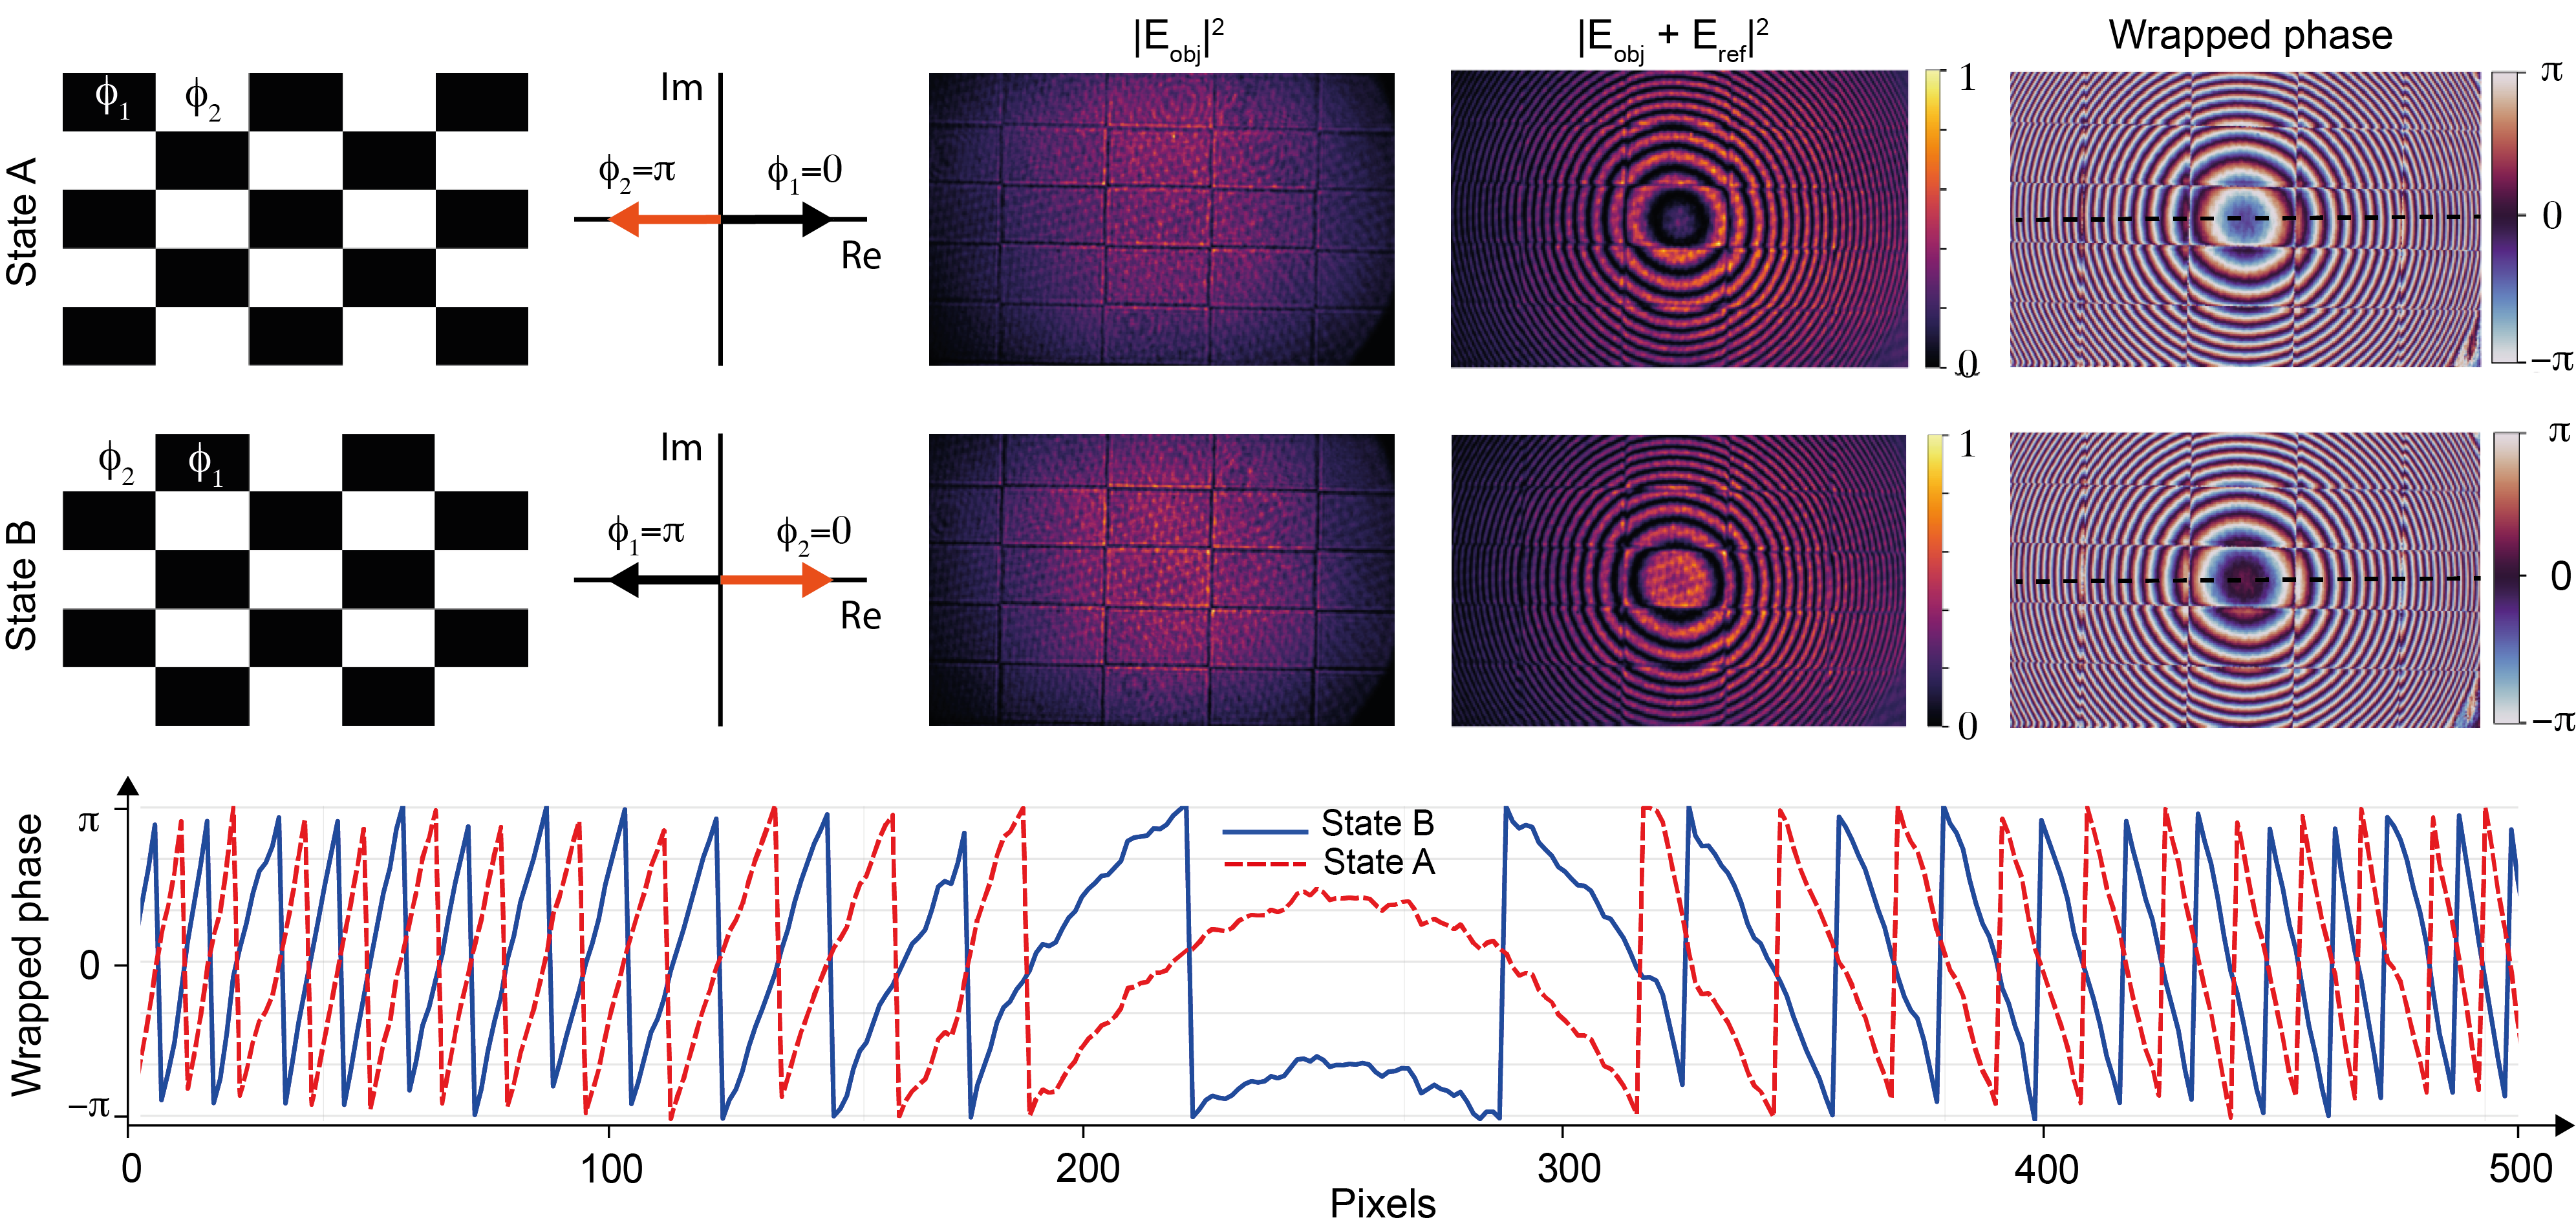 |E_obj|²
|E_obj + E_ref|²
Wrapped phase
State A
ϕ₁
ϕ₂
Im
ϕ₂=π
ϕ₁=0
Re
1
0
π
0
−π
State B
ϕ₂
ϕ₁
Im
ϕ₁=π
ϕ₂=0
Re
1
0
π
0
−π
Wrapped phase
π
0
−π
State B
State A
0
100
200
300
400
500
Pixels